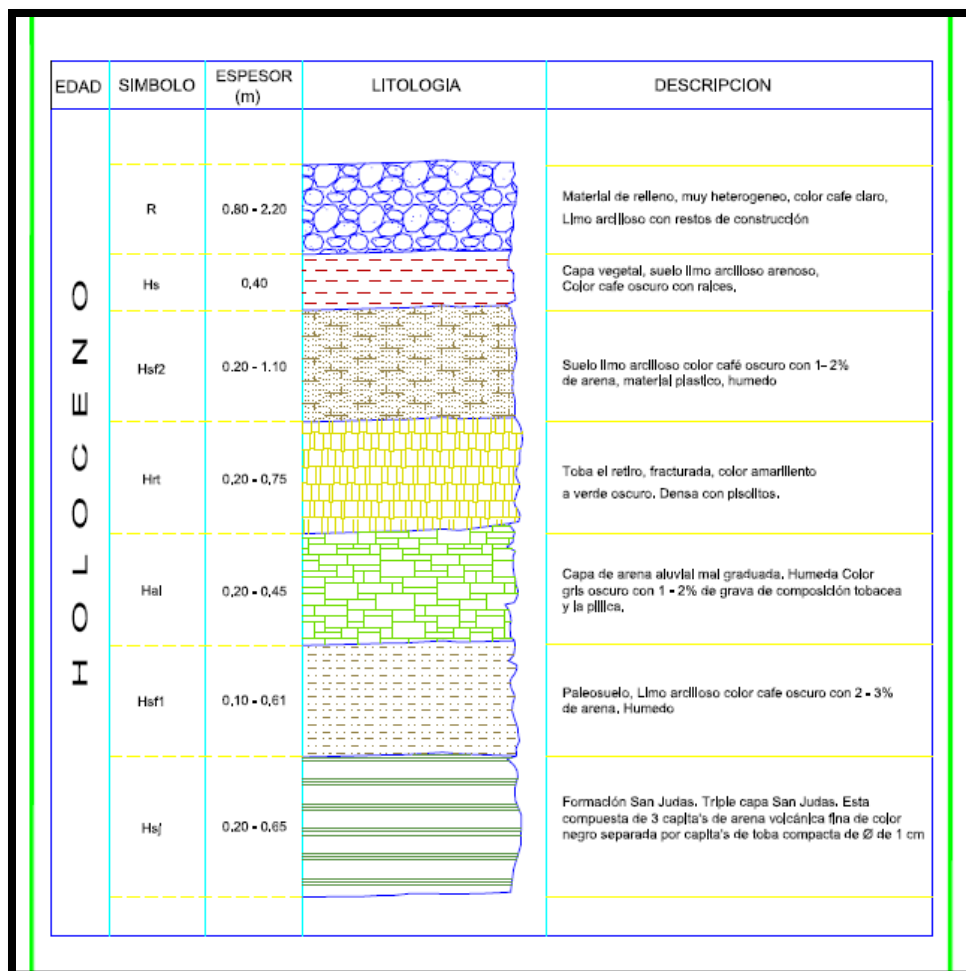 EDAD SIMBOLO ESPESOR (m) LITOLOGIA DESCRIPCION
HOLOCENO
R 0.80 - 2.20
Material de relleno, muy heterogeneo, color cafe claro,
Limo arcilloso con restos de construcción
Hs 0,40
Capa vegetal, suelo limo arcilloso arenoso,
Color cafe oscuro con raices,
Hsf2 0.20 - 1.10
Suelo limo arcilloso color café oscuro con 1- 2%
de arena, material plastico, humedo
Hrt 0,20 - 0,75
Toba el retiro, fracturada, color amarillento
a verde oscuro. Densa con pisolitos.
Hal 0,20 - 0,45
Capa de arena aluvial mal graduada. Humeda Color
gris oscuro con 1 - 2% de grava de composición tobacea
y la pililica,
Hsf1 0,10 - 0,61
Paleosuelo, Limo arcilloso color cafe oscuro con 2 - 3%
de arena, Humedo
Hsj 0,20 - 0,65
Formación San Judas. Triple capa San Judas. Esta
compuesta de 3 capita's de arena volcánica fina de color
negro separada por capita's de toba compacta de Ø de 1 cm